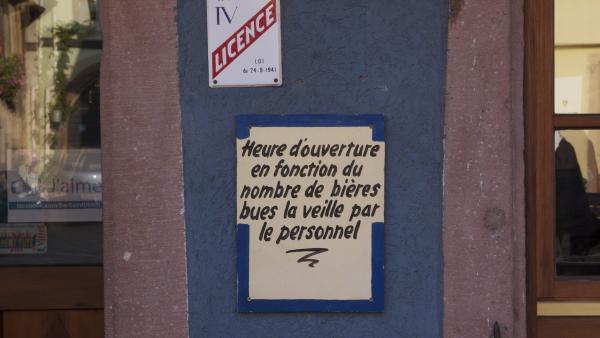 IV
LICENCE
LOI
du 24-9-1941
Heure d'ouverture
en fonction du
nombre de bières
bues la veille par
le personnel
J'aime